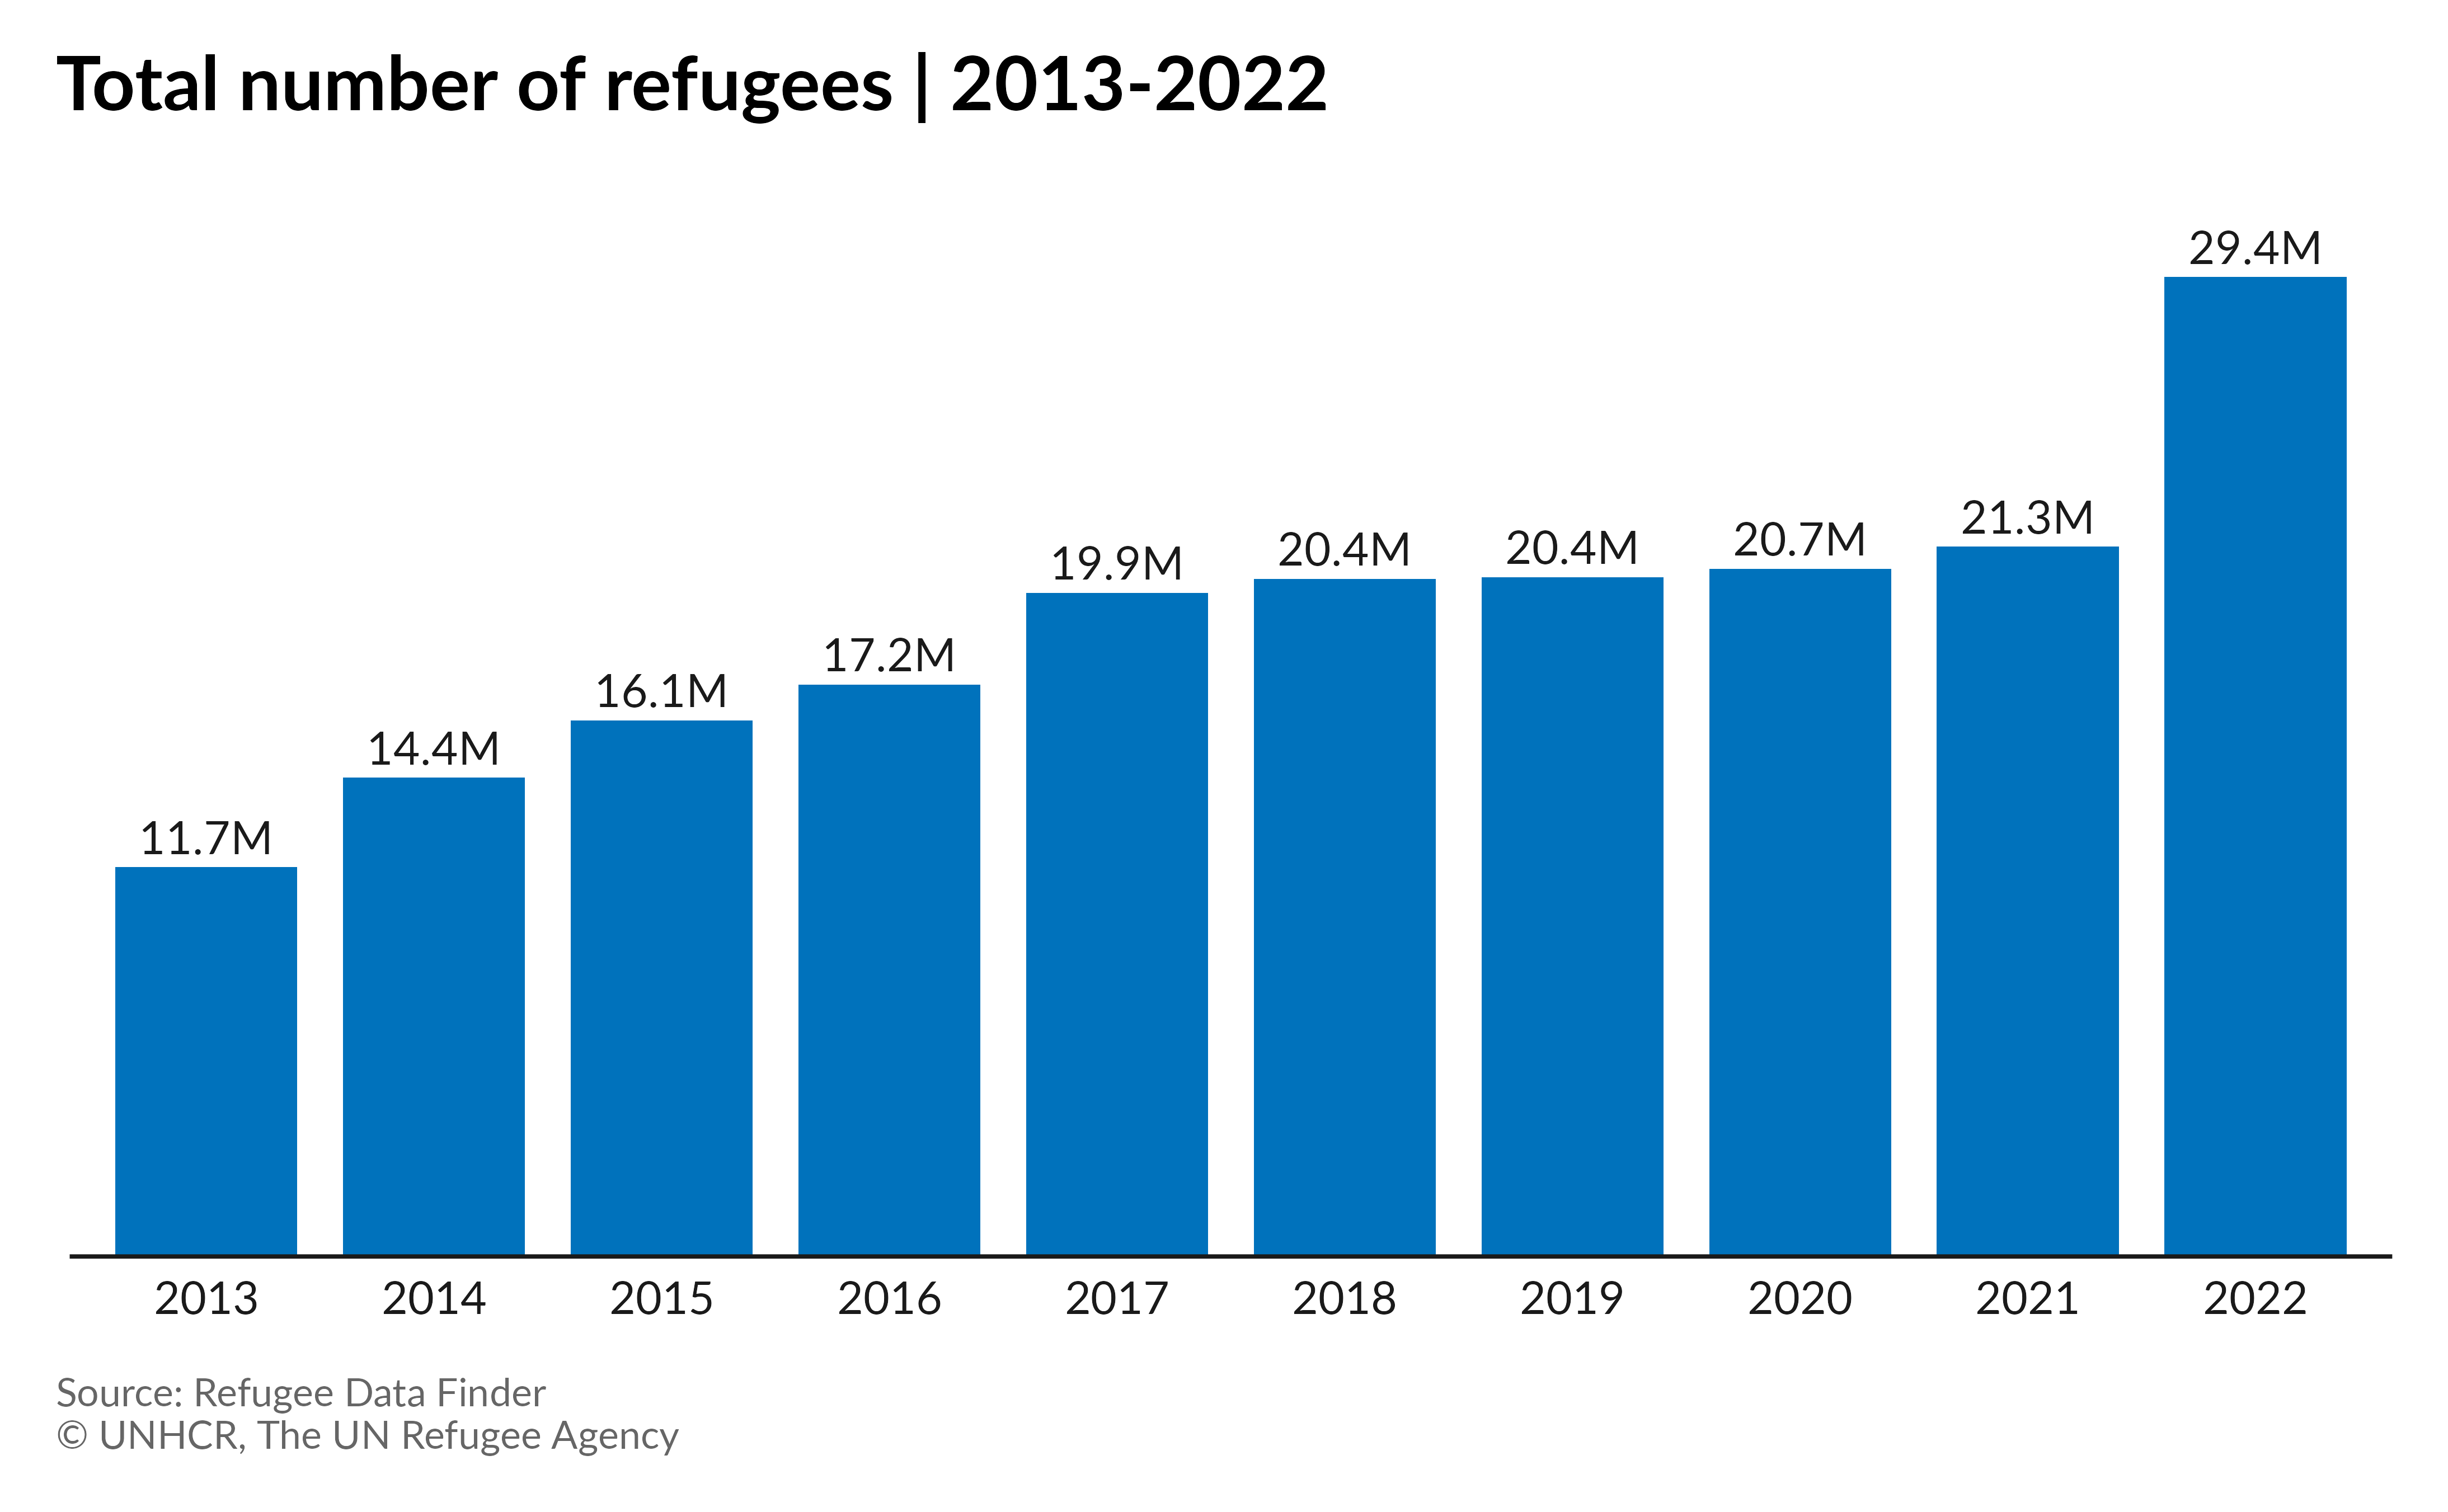 Total number of refugees | 2013-2022
29.4M
21.3M
20.7M
20.4M
20.4M
19.9M
17.2M
16.1M
14.4M
11.7M
2013 2014 2015 2016 2017 2018 2019 2020 2021 2022
Source: Refugee Data Finder
© UNHCR, The UN Refugee Agency